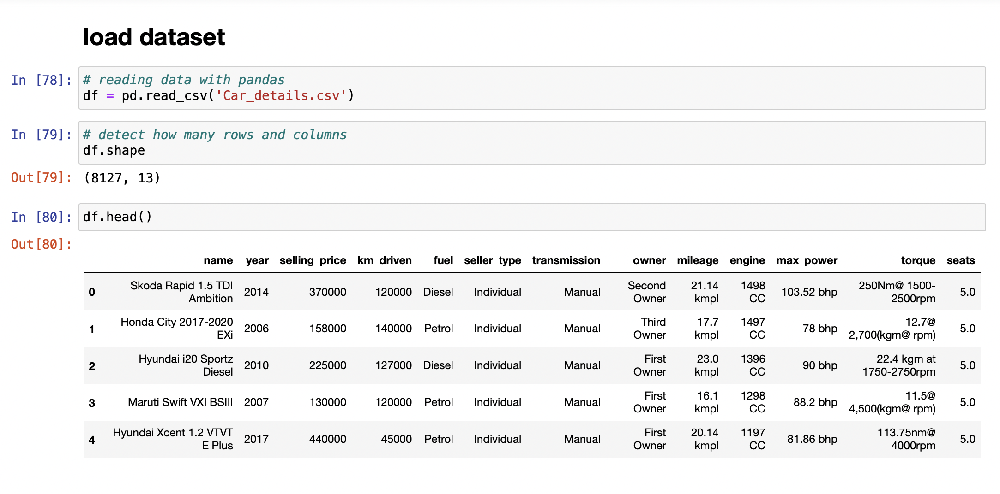 load dataset
In [78]: # reading data with pandas
df = pd.read_csv('Car_details.csv')
In [79]: # detect how many rows and columns
df.shape
Out[79]: (8127, 13)
In [80]: df.head()
Out[80]:
name year selling_price km_driven fuel seller_type transmission owner mileage engine max_power torque seats
0 Skoda Rapid 1.5 TDI Ambition 2014 370000 120000 Diesel Individual Manual Second Owner 21.14 kmpl 1498 CC 103.52 bhp 250Nm@ 1500-2500rpm 5.0
1 Honda City 2017-2020 EXi 2006 158000 140000 Petrol Individual Manual Third Owner 17.7 kmpl 1497 CC 78 bhp 12.7@ 2,700(kgm@ rpm) 5.0
2 Hyundai i20 Sportz Diesel 2010 225000 127000 Diesel Individual Manual First Owner 23.0 kmpl 1396 CC 90 bhp 22.4 kgm at 1750-2750rpm 5.0
3 Maruti Swift VXI BSIII 2007 130000 120000 Petrol Individual Manual First Owner 16.1 kmpl 1298 CC 88.2 bhp 11.5@ 4,500(kgm@ rpm) 5.0
4 Hyundai Xcent 1.2 VTVT E Plus 2017 440000 45000 Petrol Individual Manual First Owner 20.14 kmpl 1197 CC 81.86 bhp 113.75nm@ 4000rpm 5.0